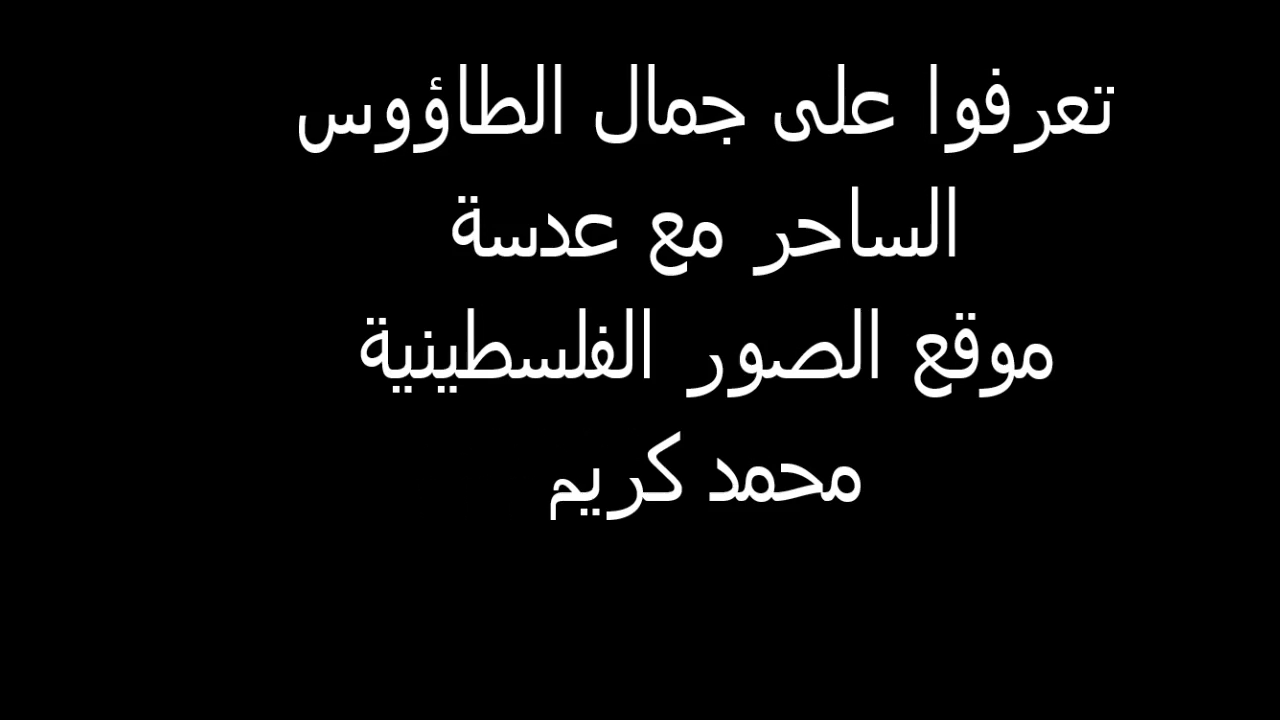 تعرفوا على جمال الطاؤوس
الساحر مع عدسة
موقع الصور الفلسطينية
محمد كريم